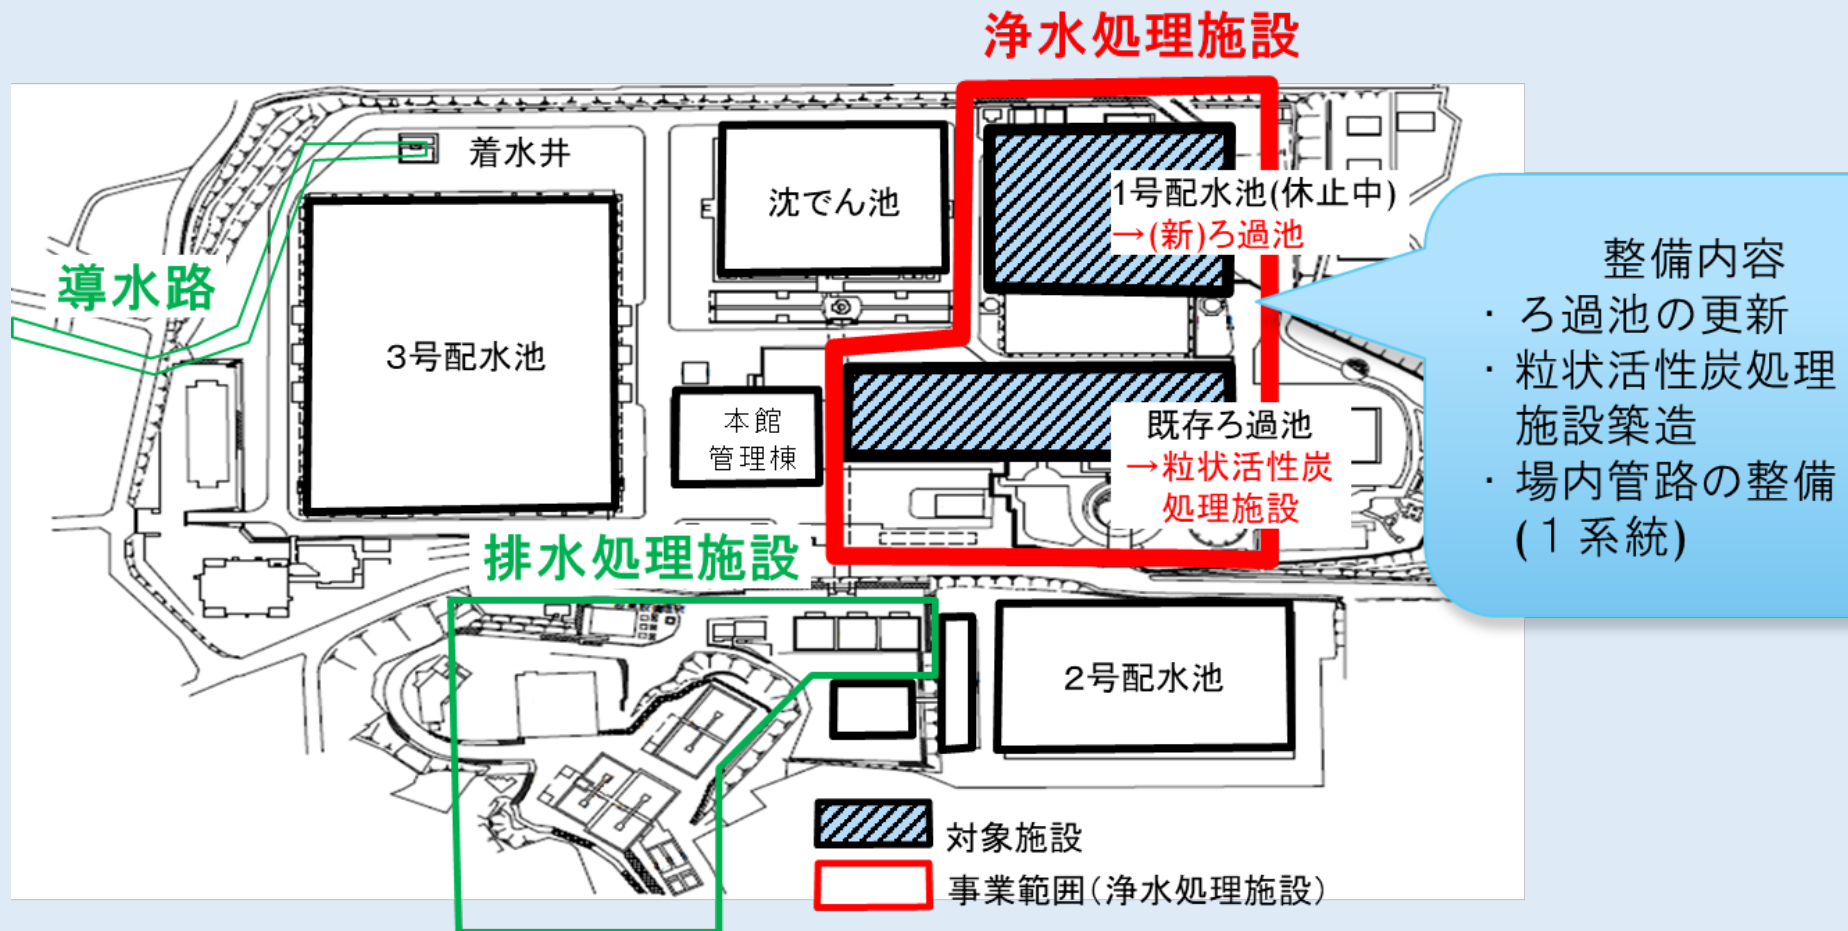 浄水処理施設
着水井
沈でん池
1号配水池(休止中)
→(新)ろ過池
導水路
3号配水池
本館
管理棟
既存ろ過池
→粒状活性炭
処理施設
整備内容
・ろ過池の更新
・粒状活性炭処理
施設築造
・場内管路の整備
(１系統)
排水処理施設
2号配水池
対象施設
事業範囲(浄水処理施設)